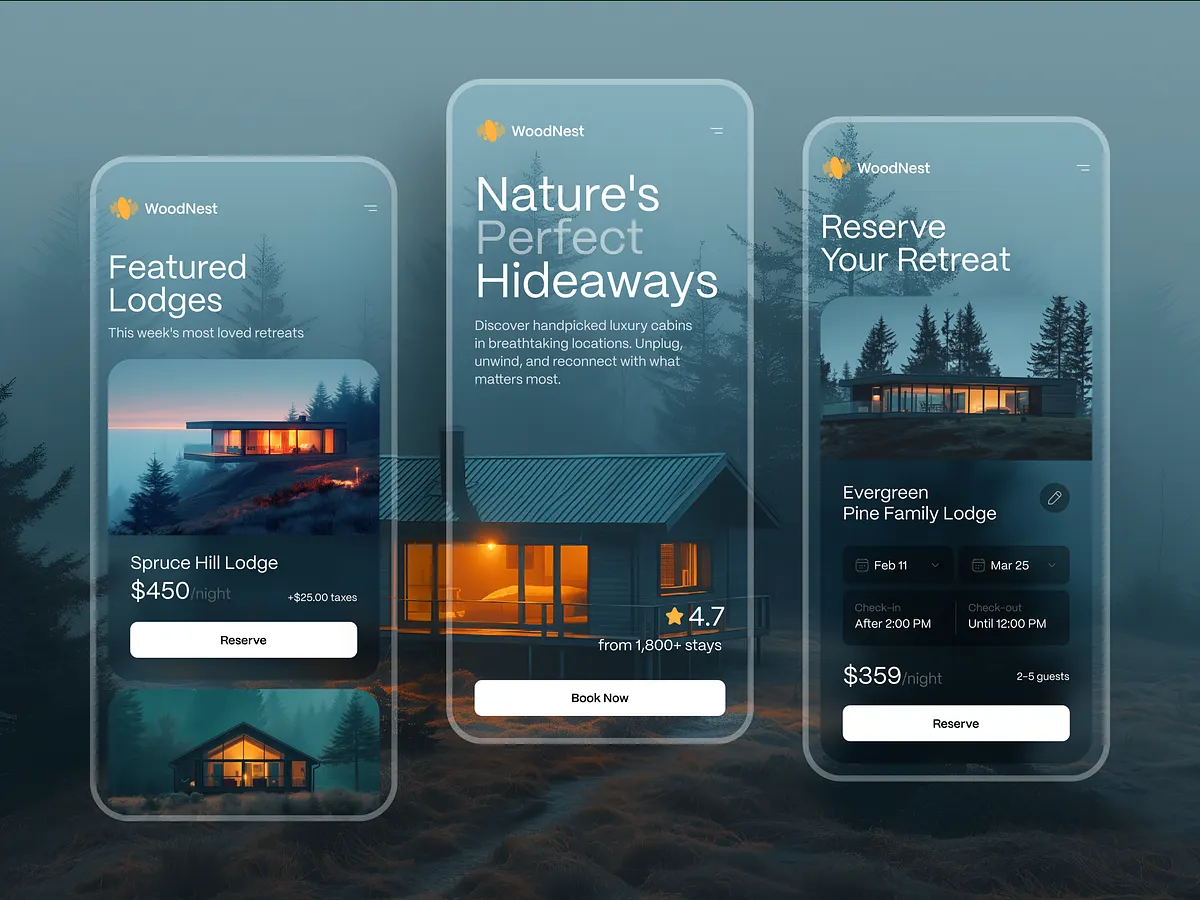 WoodNest
Featured
Lodges
This week's most loved retreats
Spruce Hill Lodge
$450/night
+$25.00 taxes
Reserve
WoodNest
Nature's
Perfect
Hideaways
Discover handpicked luxury cabins
in breathtaking locations. Unplug,
unwind, and reconnect with what
matters most.
4.7
from 1,800+ stays
Book Now
WoodNest
Reserve
Your Retreat
Evergreen
Pine Family Lodge
Feb 11
Mar 25
Check-in
After 2:00 PM
Check-out
Until 12:00 PM
$359/night
2-5 guests
Reserve